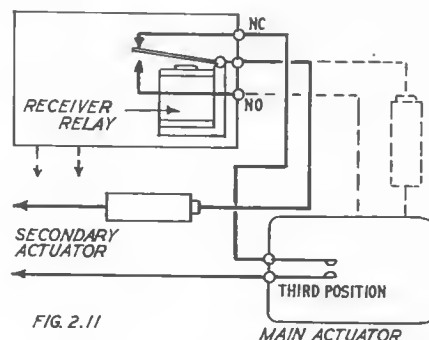 NC
RECEIVER
RELAY
NO
SECONDARY
ACTUATOR
THIRD POSITION
FIG. 2.11
MAIN ACTUATOR